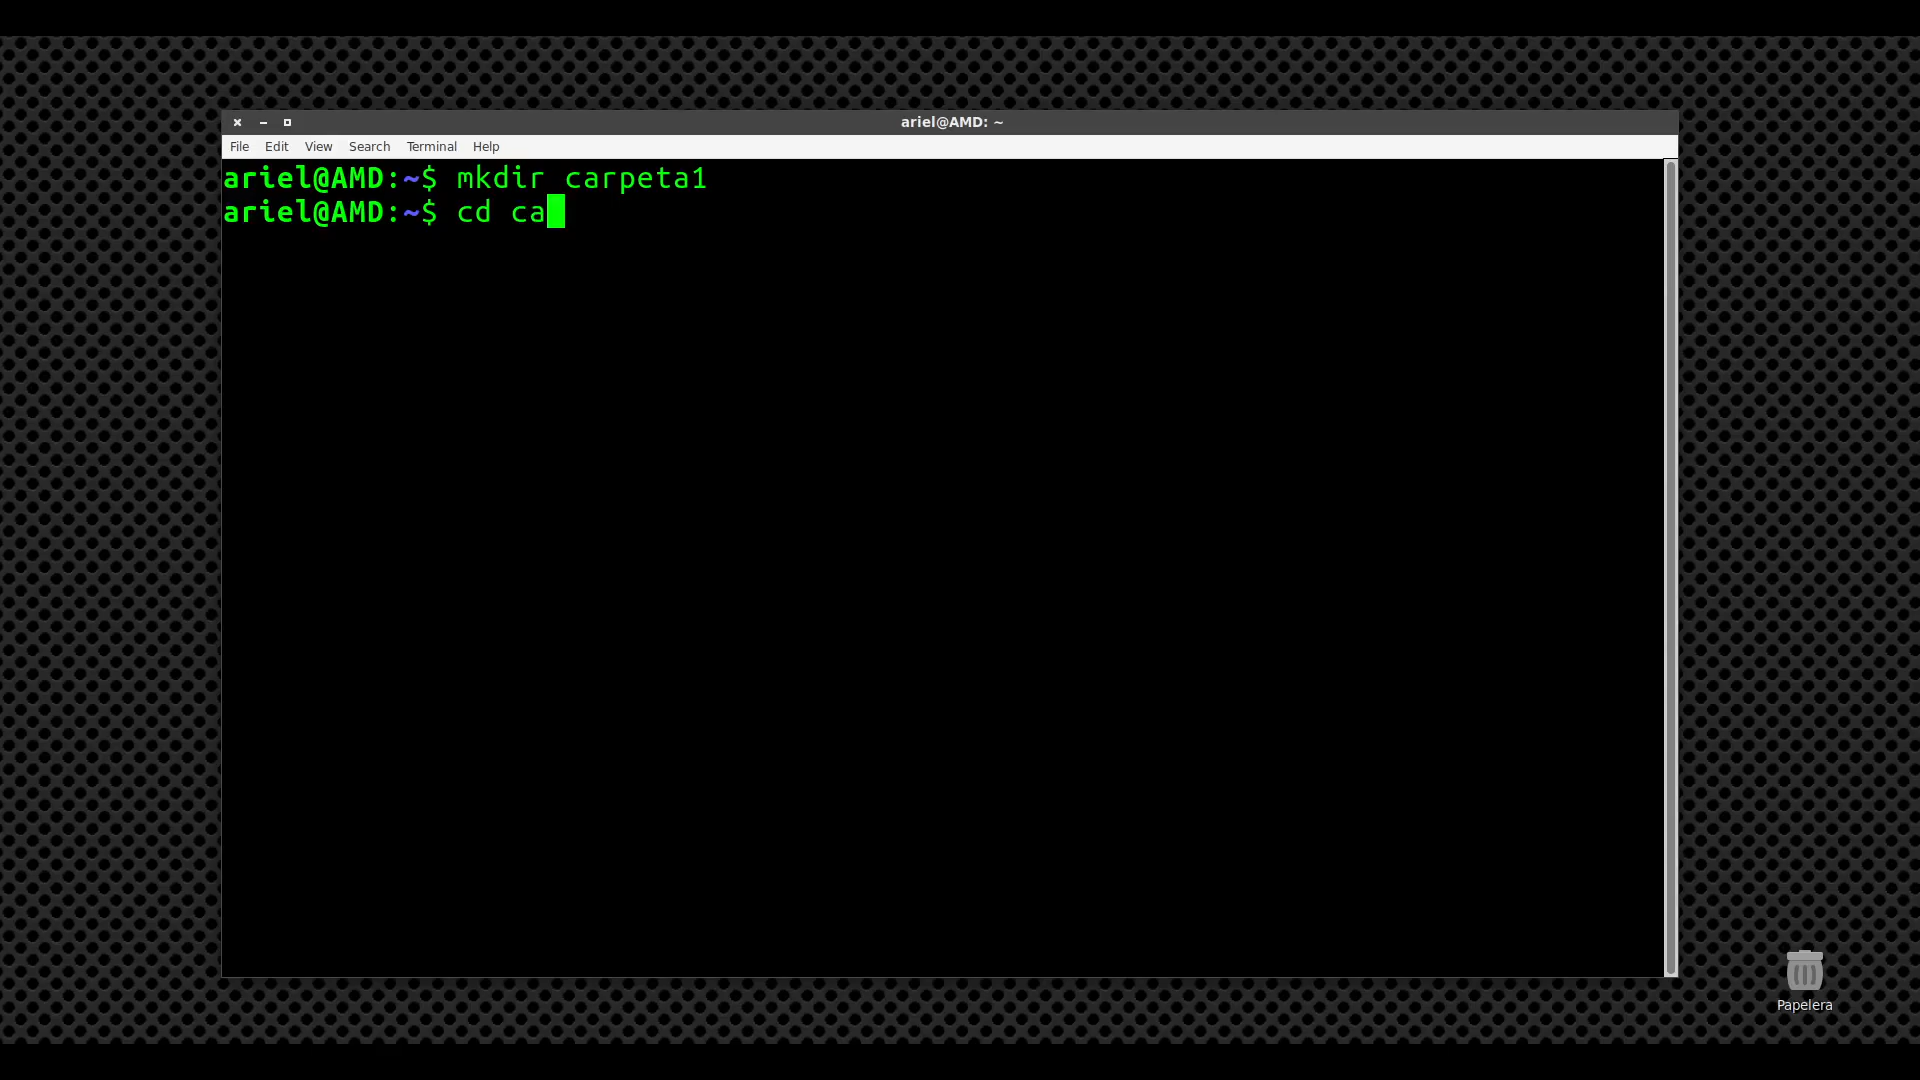 ariel@AMD: ~
File Edit View Search Terminal Help
ariel@AMD:~$ mkdir carpeta1
ariel@AMD:~$ cd ca
Papelera